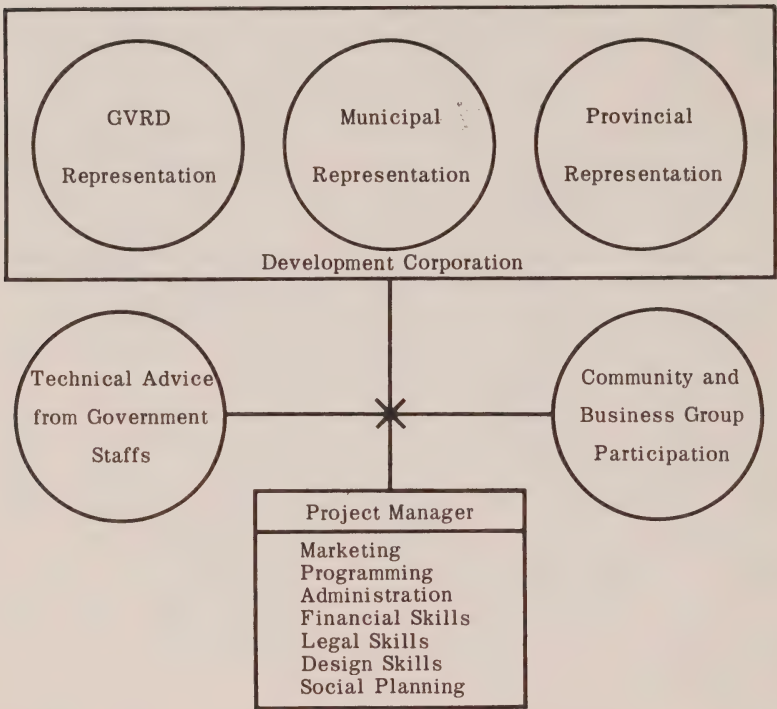 GVRD
Representation
Municipal
Representation
Provincial
Representation
Development Corporation
Technical Advice
from Government
Staffs
Community and
Business Group
Participation
Project Manager
Marketing
Programming
Administration
Financial Skills
Legal Skills
Design Skills
Social Planning